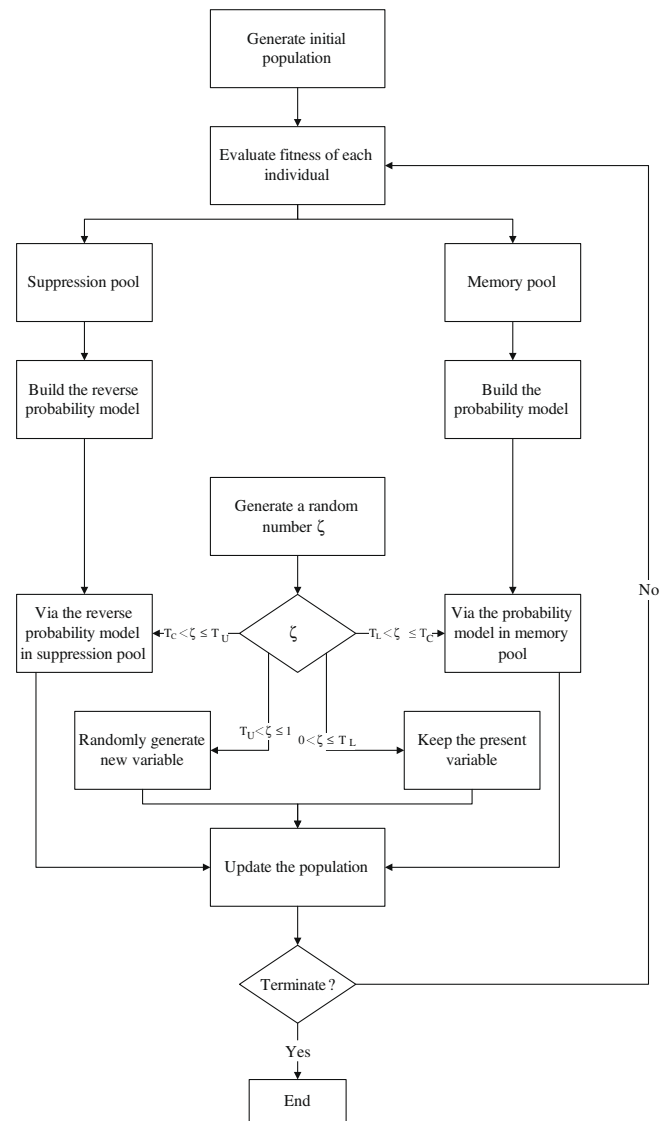 Generate initial
population
Evaluate fitness of each
individual
Suppression pool
Memory pool
Build the reverse
probability model
Build the
probability model
Generate a random
number ζ
No
Via the reverse
probability model
in suppression pool
T_C < ζ ≤ T_U
ζ
T_L < ζ ≤ T_C
Via the probability
model in memory
pool
Randomly generate
new variable
T_U < ζ ≤ 1
0 < ζ ≤ T_L
Keep the present
variable
Update the population
Terminate ?
Yes
End